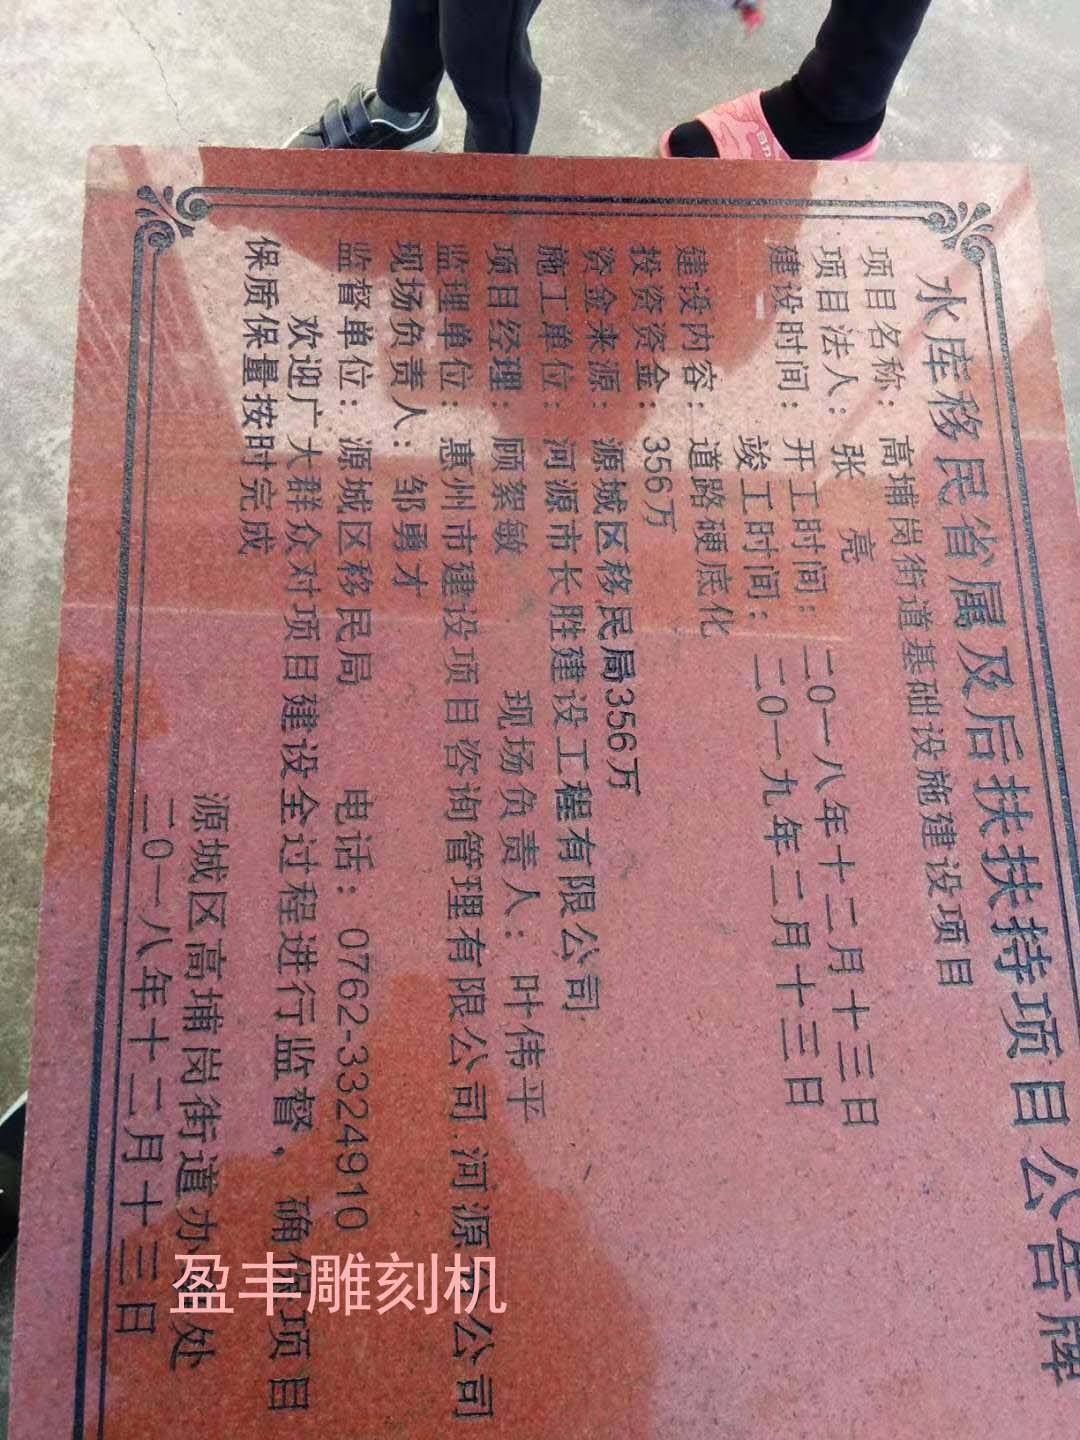 水库移民省属及后扶扶持项目公告牌
项目名称：高埔岗街道基础设施建设项目
项目法人：张 亮
建设时间：开工时间：二0一八年十二月十三日
竣工时间：二0一九年二月十三日
建设内容：道路硬底化
投资资金：356万
资金来源：源城区移民局356万
施工单位：河源市长胜建设工程有限公司
项目经理：顾絮敏 现场负责人：叶伟平
监理单位：惠州市建设项目咨询管理有限公司河源分公司
现场负责人：邹勇才
监督单位：源城区移民局 电话：0762-3324910
欢迎广大群众对项目建设全过程进行监督，确保项目
保质保量按时完成
源城区高埔岗街道办 处
二0一八年十二月十三日
盈丰雕刻机